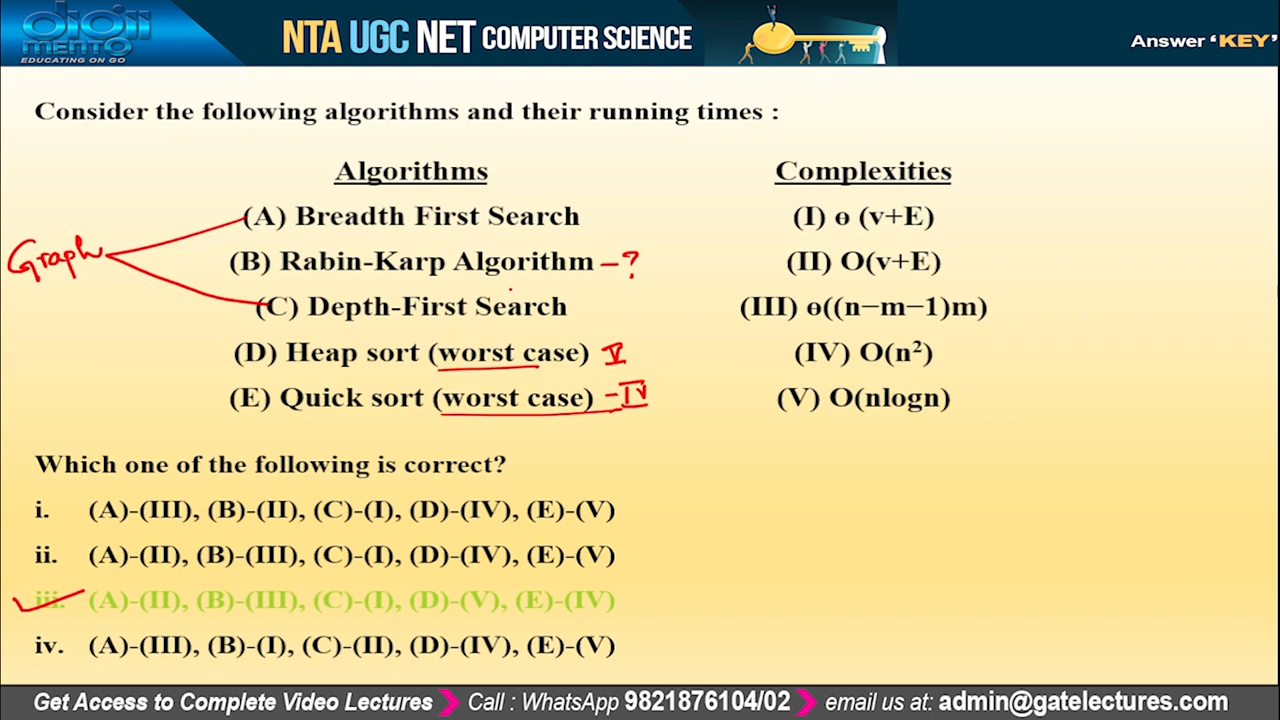 didii
MENTO
EDUCATING ON GO
NTA UGC NET COMPUTER SCIENCE
Answer ‘KEY’
Consider the following algorithms and their running times :
Algorithms Complexities
(A) Breadth First Search (I) ɵ (v+E)
Graph
(B) Rabin-Karp Algorithm – ? (II) O(v+E)
(C) Depth-First Search (III) ɵ((n−m−1)m)
(D) Heap sort (worst case) V (IV) O(n²)
(E) Quick sort (worst case) – IV (V) O(nlogn)
Which one of the following is correct?
i. (A)-(III), (B)-(II), (C)-(I), (D)-(IV), (E)-(V)
ii. (A)-(II), (B)-(III), (C)-(I), (D)-(IV), (E)-(V)
iii. (A)-(II), (B)-(III), (C)-(I), (D)-(V), (E)-(IV)
iv. (A)-(III), (B)-(I), (C)-(II), (D)-(IV), (E)-(V)
Get Access to Complete Video Lectures Call : WhatsApp 9821876104/02 email us at: admin@gatelectures.com